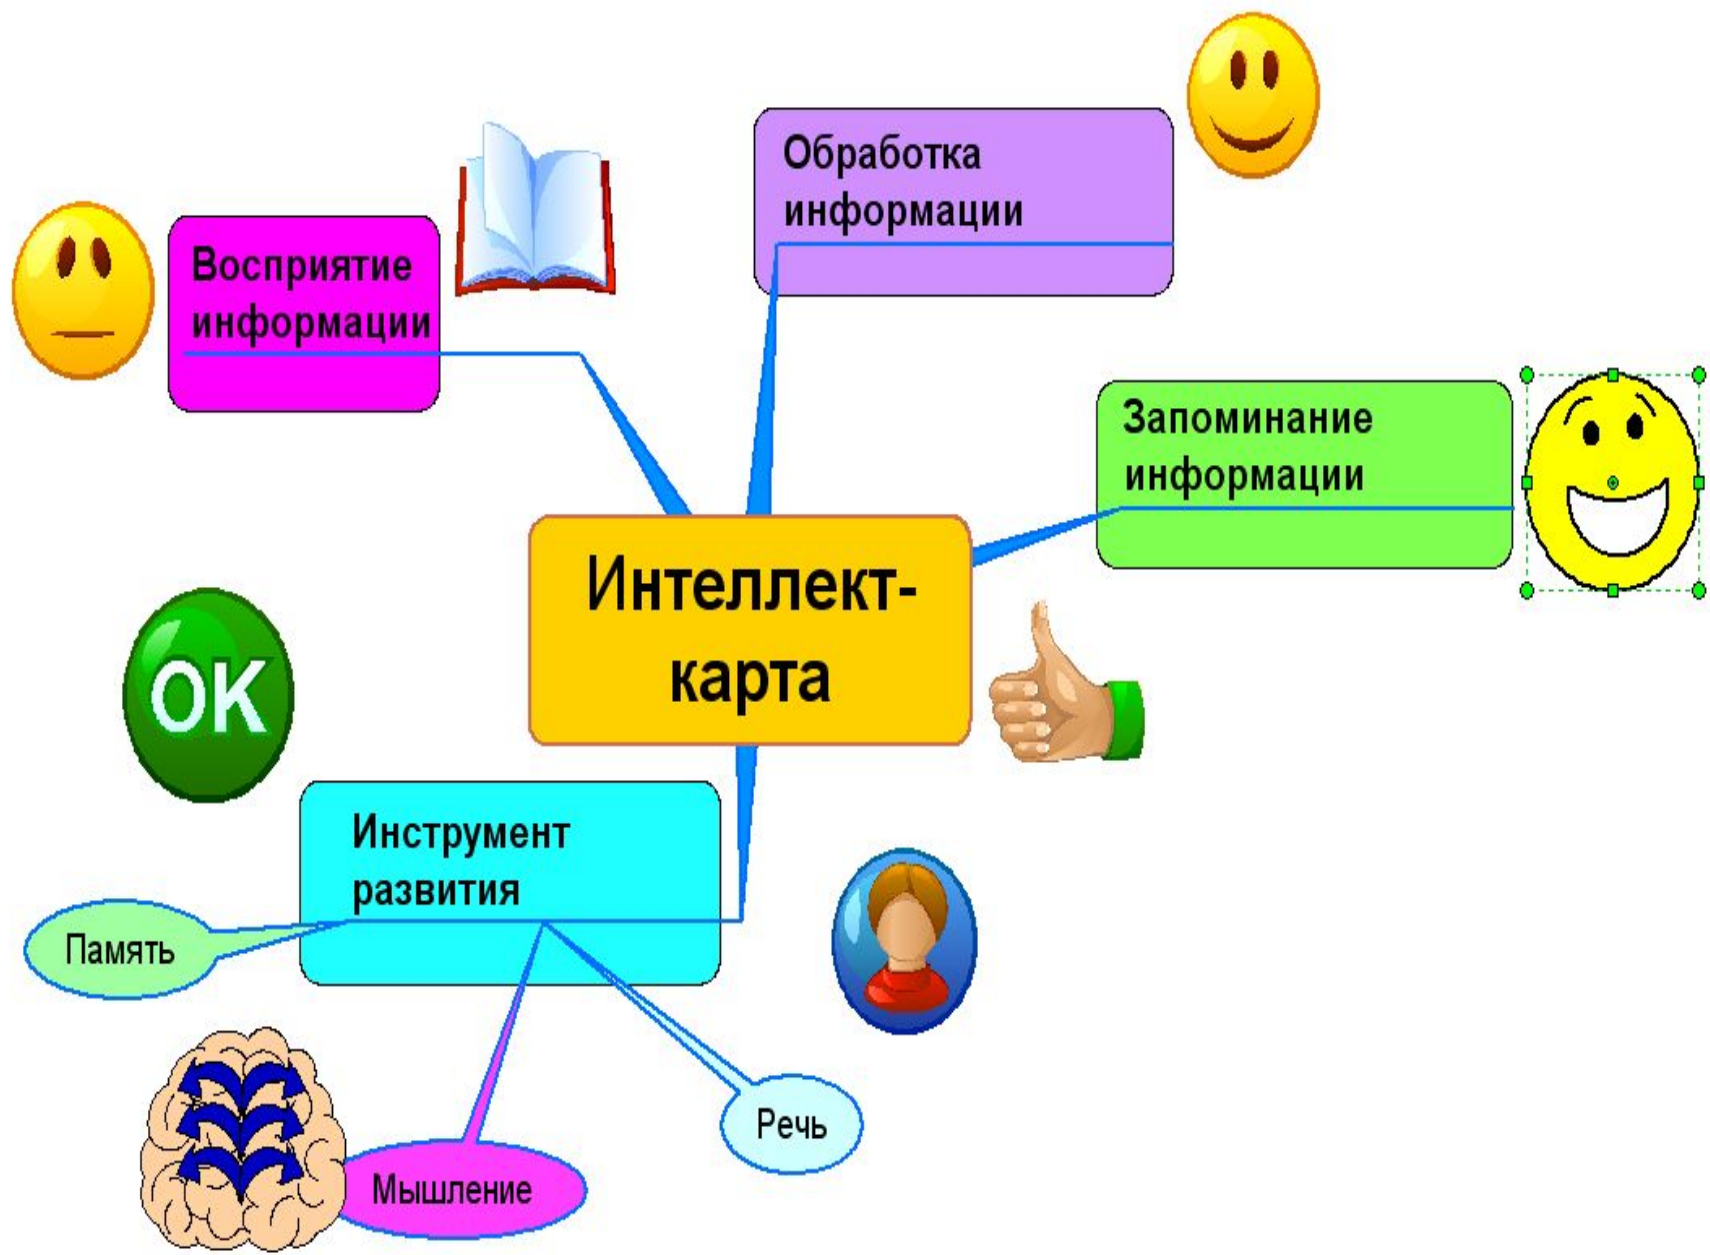 Обработка
информации
Восприятие
информации
Запоминание
информации
Интеллект-
карта
OK
Инструмент
развития
Память
Речь
Мышление